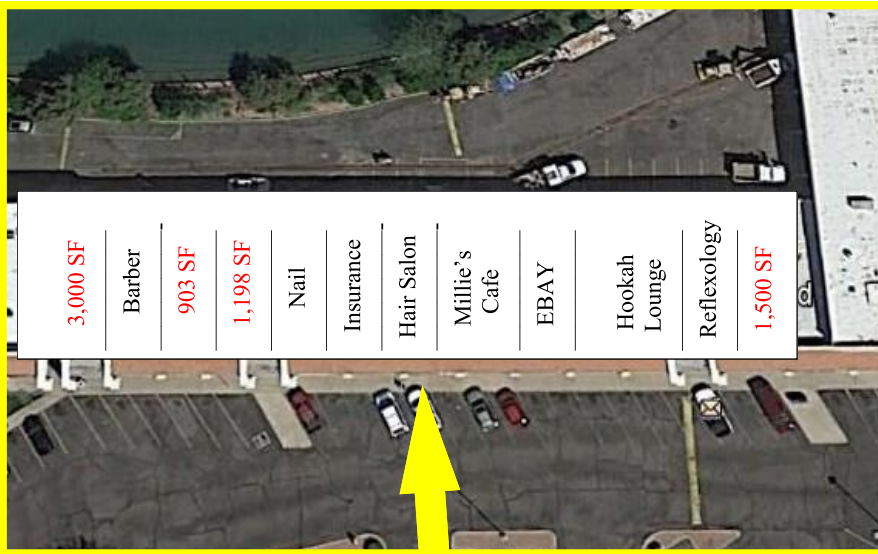 3,000 SF
Barber
903 SF
1,198 SF
Nail
Insurance
Hair Salon
Millie's
Cafe
EBAY
Hookah
Lounge
Reflexology
1,500 SF